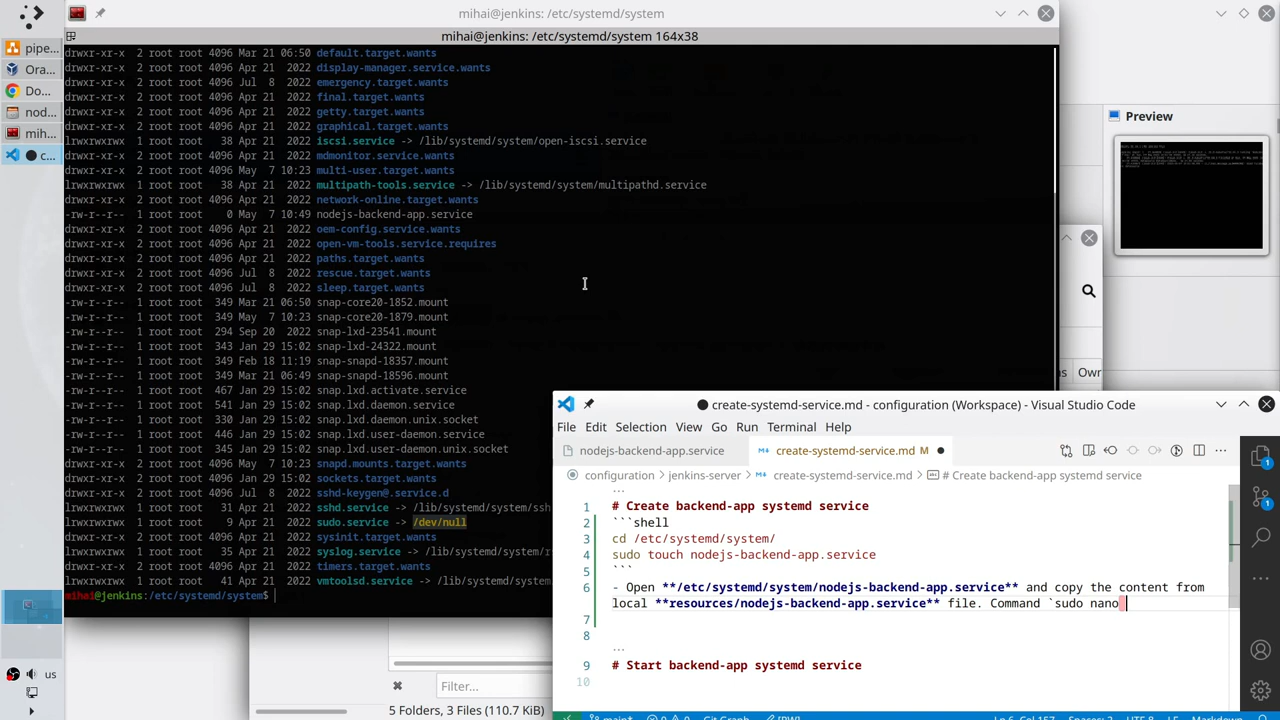 mihai@jenkins: /etc/systemd/system
mihai@jenkins: /etc/systemd/system 164x38
pipe...
Ora...
Do...
nod...
mih...
c...
drwxr-xr-x 2 root root 4096 Mar 21 06:50 default.target.wants
drwxr-xr-x 2 root root 4096 Apr 21 2022 display-manager.service.wants
drwxr-xr-x 2 root root 4096 Jul 8 2022 emergency.target.wants
drwxr-xr-x 2 root root 4096 Apr 21 2022 final.target.wants
drwxr-xr-x 2 root root 4096 Apr 21 2022 getty.target.wants
drwxr-xr-x 2 root root 4096 Apr 21 2022 graphical.target.wants
lrwxrwxrwx 1 root root 38 Apr 21 2022 iscsi.service -> /lib/systemd/system/open-iscsi.service
drwxr-xr-x 2 root root 4096 Apr 21 2022 mdmonitor.service.wants
drwxr-xr-x 2 root root 4096 May 7 10:23 multi-user.target.wants
lrwxrwxrwx 1 root root 38 Apr 21 2022 multipath-tools.service -> /lib/systemd/system/multipathd.service
drwxr-xr-x 2 root root 4096 Apr 21 2022 network-online.target.wants
-rw-r--r-- 1 root root 0 May 7 10:49 nodejs-backend-app.service
drwxr-xr-x 2 root root 4096 Apr 21 2022 oem-config.service.wants
drwxr-xr-x 2 root root 4096 Apr 21 2022 open-vm-tools.service.requires
drwxr-xr-x 2 root root 4096 Apr 21 2022 paths.target.wants
drwxr-xr-x 2 root root 4096 Jul 8 2022 rescue.target.wants
drwxr-xr-x 2 root root 4096 Jul 8 2022 sleep.target.wants
-rw-r--r-- 1 root root 349 Mar 21 06:50 snap-core20-1852.mount
-rw-r--r-- 1 root root 349 May 7 10:23 snap-core20-1879.mount
-rw-r--r-- 1 root root 294 Sep 20 2022 snap-lxd-23541.mount
-rw-r--r-- 1 root root 343 Jan 29 15:02 snap-lxd-24322.mount
-rw-r--r-- 1 root root 349 Feb 18 11:19 snap-snapd-18357.mount
-rw-r--r-- 1 root root 349 Mar 21 06:49 snap-snapd-18596.mount
-rw-r--r-- 1 root root 467 Jan 29 15:02 snap.lxd.activate.service
-rw-r--r-- 1 root root 541 Jan 29 15:02 snap.lxd.daemon.service
-rw-r--r-- 1 root root 330 Jan 29 15:02 snap.lxd.daemon.unix.socket
-rw-r--r-- 1 root root 446 Jan 29 15:02 snap.lxd.user-daemon.service
-rw-r--r-- 1 root root 345 Jan 29 15:02 snap.lxd.user-daemon.unix.socket
drwxr-xr-x 2 root root 4096 May 7 10:23 snapd.mounts.target.wants
drwxr-xr-x 2 root root 4096 Apr 21 2022 sockets.target.wants
drwxr-xr-x 2 root root 4096 Jul 8 2022 sshd-keygen@.service.d
lrwxrwxrwx 1 root root 31 Apr 21 2022 sshd.service -> /lib/systemd/system/ssh
lrwxrwxrwx 1 root root 9 Apr 21 2022 sudo.service -> /dev/null
drwxr-xr-x 2 root root 4096 Apr 21 2022 sysinit.target.wants
lrwxrwxrwx 1 root root 35 Apr 21 2022 syslog.service -> /lib/systemd/system/r
drwxr-xr-x 2 root root 4096 Apr 21 2022 timers.target.wants
lrwxrwxrwx 1 root root 41 Apr 21 2022 vmtoolsd.service -> /lib/systemd/system
mihai@jenkins:/etc/systemd/system$
Preview
Own
create-systemd-service.md - configuration (Workspace) - Visual Studio Code
File Edit Selection View Go Run Terminal Help
nodejs-backend-app.service create-systemd-service.md M
configuration > jenkins-server > create-systemd-service.md > # Create backend-app systemd service
1 # Create backend-app systemd service
2 ```shell
3 cd /etc/systemd/system/
4 sudo touch nodejs-backend-app.service
5 ```
6 - Open **/etc/systemd/system/nodejs-backend-app.service** and copy the content from
local **resources/nodejs-backend-app.service** file. Command `sudo nano
7
8
9 # Start backend-app systemd service
10
us
Filter...
5 Folders, 3 Files (110.7 KiB)